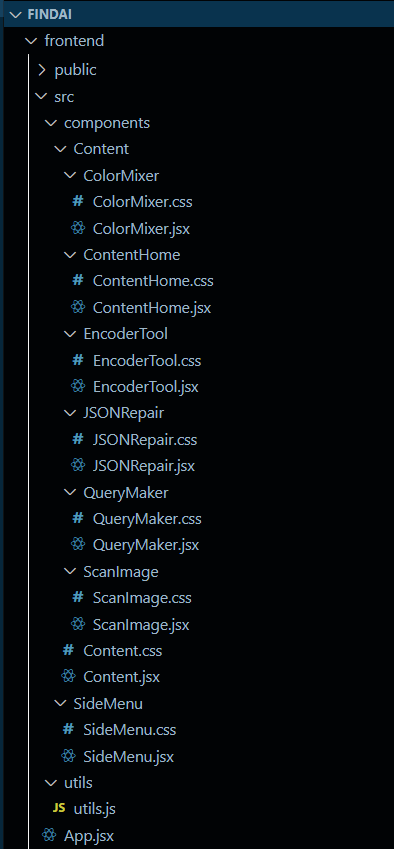 FINDAI
frontend
public
src
components
Content
ColorMixer
# ColorMixer.css
ColorMixer.jsx
ContentHome
# ContentHome.css
ContentHome.jsx
EncoderTool
# EncoderTool.css
EncoderTool.jsx
JSONRepair
# JSONRepair.css
JSONRepair.jsx
QueryMaker
# QueryMaker.css
QueryMaker.jsx
ScanImage
# ScanImage.css
ScanImage.jsx
# Content.css
Content.jsx
SideMenu
# SideMenu.css
SideMenu.jsx
utils
JS utils.js
App.jsx